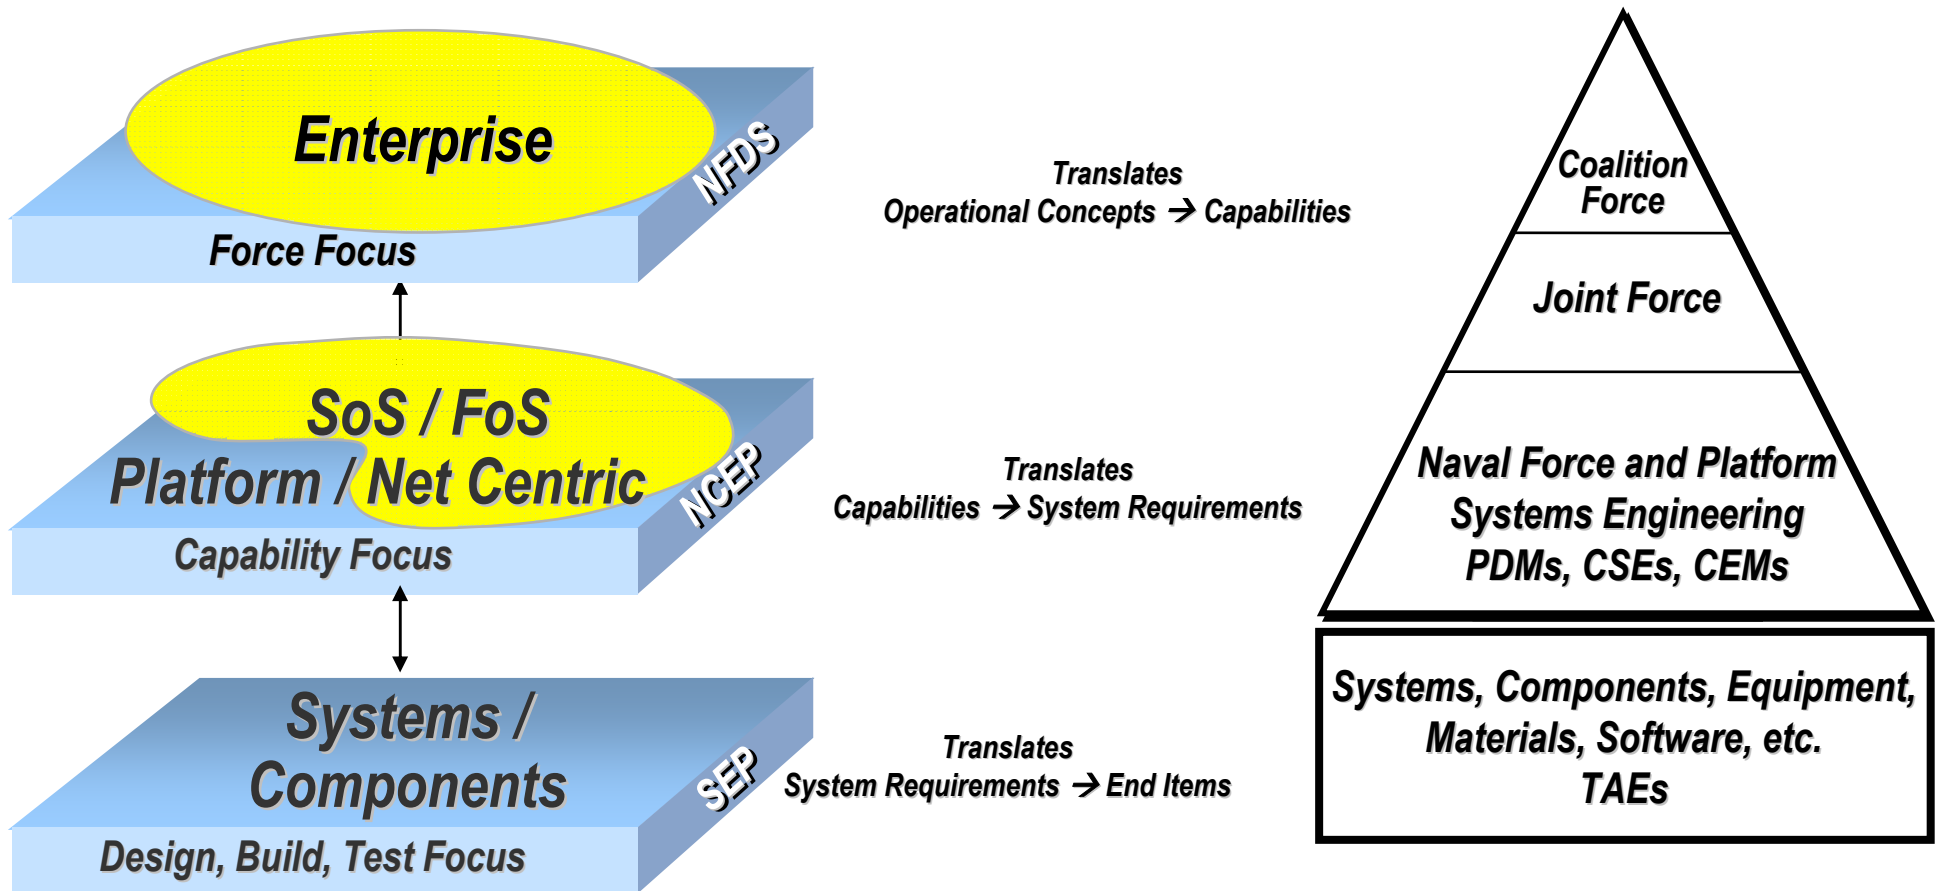 Enterprise
NFDS
Force Focus
Translates
Operational Concepts → Capabilities
Coalition
Force
Joint Force
SoS / FoS
Platform / Net Centric
NCEP
Capability Focus
Translates
Capabilities → System Requirements
Naval Force and Platform
Systems Engineering
PDMs, CSEs, CEMs
Systems /
Components
SEP
Design, Build, Test Focus
Translates
System Requirements → End Items
Systems, Components, Equipment,
Materials, Software, etc.
TAEs